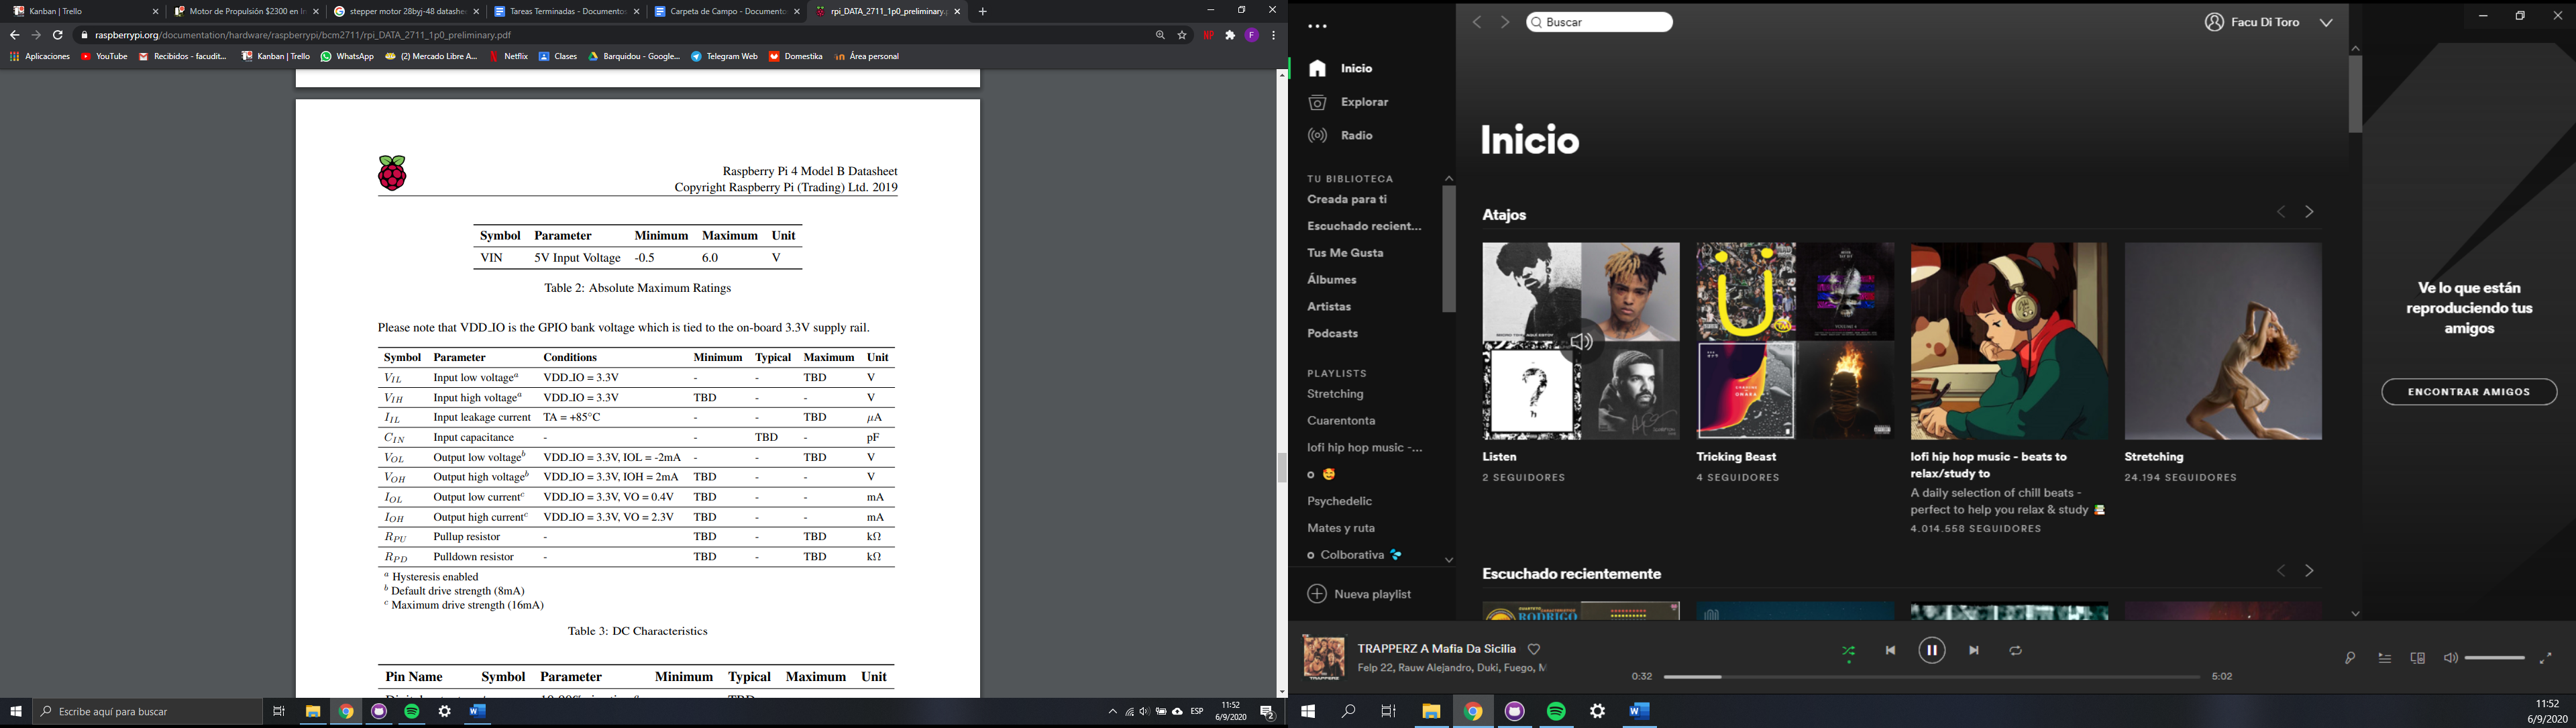 Kanban | Trello
Motor de Propulsión $2300 en In
stepper motor 28byj-48 datashee
Tareas Terminadas - Documentos
Carpeta de Campo - Documento
rpi_DATA_2711_1p0_preliminary.p
raspberrypi.org/documentation/hardware/raspberrypi/bcm2711/rpi_DATA_2711_1p0_preliminary.pdf
Aplicaciones YouTube Recibidos - facudit... Kanban | Trello WhatsApp (2) Mercado Libre A... Netflix Clases Barquidou - Google... Telegram Web Domestika Área personal
Raspberry Pi 4 Model B Datasheet
Copyright Raspberry Pi (Trading) Ltd. 2019
Symbol Parameter Minimum Maximum Unit
VIN 5V Input Voltage -0.5 6.0 V
Table 2: Absolute Maximum Ratings
Please note that VDD_IO is the GPIO bank voltage which is tied to the on-board 3.3V supply rail.
Symbol Parameter Conditions Minimum Typical Maximum Unit
VIL Input low voltage^a VDD_IO = 3.3V - - TBD V
VIH Input high voltage^a VDD_IO = 3.3V TBD - - V
IIL Input leakage current TA = +85°C - - TBD μA
CIN Input capacitance - - TBD - pF
VOL Output low voltage^b VDD_IO = 3.3V, IOL = -2mA - - TBD V
VOH Output high voltage^b VDD_IO = 3.3V, IOH = 2mA TBD - - V
IOL Output low current^c VDD_IO = 3.3V, VO = 0.4V TBD - - mA
IOH Output high current^c VDD_IO = 3.3V, VO = 2.3V TBD - - mA
RPU Pullup resistor - TBD - TBD kΩ
RPD Pulldown resistor - TBD - TBD kΩ
a Hysteresis enabled
b Default drive strength (8mA)
c Maximum drive strength (16mA)
Table 3: DC Characteristics
Pin Name Symbol Parameter Minimum Typical Maximum Unit
Escribe aquí para buscar
ESP
11:52
6/9/2020
2
Buscar
Facu Di Toro
Inicio
Explorar
Radio
TU BIBLIOTECA
Creada para ti
Escuchado recient...
Tus Me Gusta
Álbumes
Artistas
Podcasts
PLAYLISTS
Stretching
Cuarentonta
lofi hip hop music -...
🥰
Psychedelic
Mates y ruta
Colborativa 💦
Nueva playlist
Inicio
Atajos
Listen
2 SEGUIDORES
Tricking Beast
4 SEGUIDORES
lofi hip hop music - beats to
relax/study to
A daily selection of chill beats -
perfect to help you relax & study 📚
4.014.558 SEGUIDORES
Stretching
24.194 SEGUIDORES
Escuchado recientemente
RODRIGO
Ve lo que están
reproduciendo tus
amigos
ENCONTRAR AMIGOS
TRAPPERZ A Mafia Da Sicilia
Felp 22, Rauw Alejandro, Duki, Fuego, M
0:32
5:02
11:52
6/9/2020